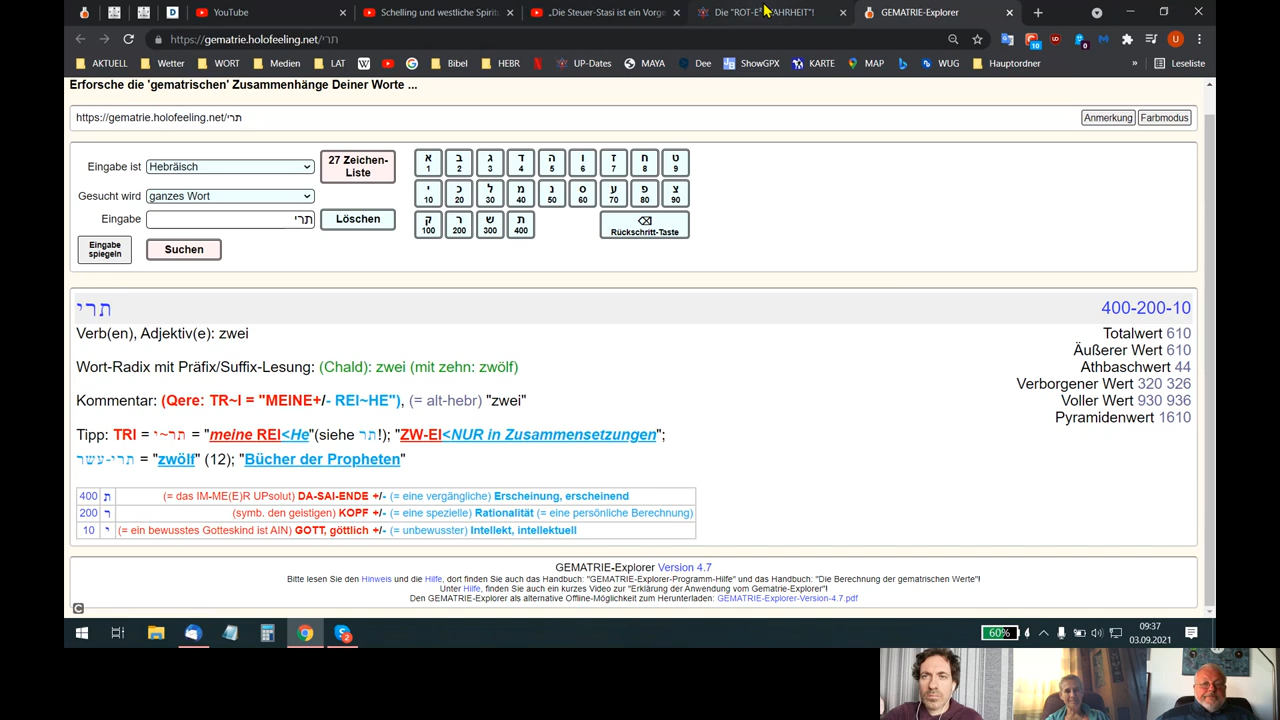 YouTube
Schelling und westliche Spirit
„Die Steuer-Stasi ist ein Vorge
Die "ROT-E² WAHRHEIT"!
GEMATRIE-Explorer
https://gematrie.holofeeling.net/תרי
AKTUELL Wetter WORT Medien LAT Bibel HEBR UP-Dates MAYA Dee ShowGPX KARTE MAP WUG Hauptordner » Leseliste
Erforsche die 'gematrischen' Zusammenhänge Deiner Worte ...
https://gematrie.holofeeling.net/תרי Anmerkung Farbmodus
Eingabe ist Hebräisch 27 Zeichen-Liste
Gesucht wird ganzes Wort
Eingabe תרי Löschen
Eingabe spiegeln Suchen
א ב ג ד ה ו ז ח ט
1 2 3 4 5 6 7 8 9
י כ ל מ נ ס ע פ צ
10 20 30 40 50 60 70 80 90
ק ר ש ת
100 200 300 400 Rückschritt-Taste
תרי 400-200-10
Verb(en), Adjektiv(e): zwei
Totalwert 610
Äußerer Wert 610
Wort-Radix mit Präfix/Suffix-Lesung: (Chald): zwei (mit zehn: zwölf)
Athbaschwert 44
Verborgener Wert 320 326
Kommentar: (Qere: TR~I = "MEINE+/- REI~HE"), (= alt-hebr) "zwei"
Voller Wert 930 936
Pyramidenwert 1610
Tipp: TRI = תר~י = "meine REI<He"(siehe תר!); "ZW-EI<NUR in Zusammensetzungen";
תרי-עשר = "zwölf" (12); "Bücher der Propheten"
400 ת (= das IM-ME(E)R UPsolut) DA-SAI-ENDE +/- (= eine vergängliche) Erscheinung, erscheinend
200 ר (symb. den geistigen) KOPF +/- (= eine spezielle) Rationalität (= eine persönliche Berechnung)
10 י (= ein bewusstes Gotteskind ist AIN) GOTT, göttlich +/- (= unbewusster) Intellekt, intellektuell
GEMATRIE-Explorer Version 4.7
Bitte lesen Sie den Hinweis und die Hilfe, dort finden Sie auch das Handbuch: "GEMATRIE-Explorer-Programm-Hilfe" und das Handbuch: "Die Berechnung der gematrischen Werte"!
Unter Hilfe, finden Sie auch ein kurzes Video zur "Erklärung der Anwendung vom Gematrie-Explorer"!
Den GEMATRIE-Explorer als alternative Offline-Möglichkeit zum Herunterladen: GEMATRIE-Explorer-Version-4.7.pdf
60% 09:37
03.09.2021